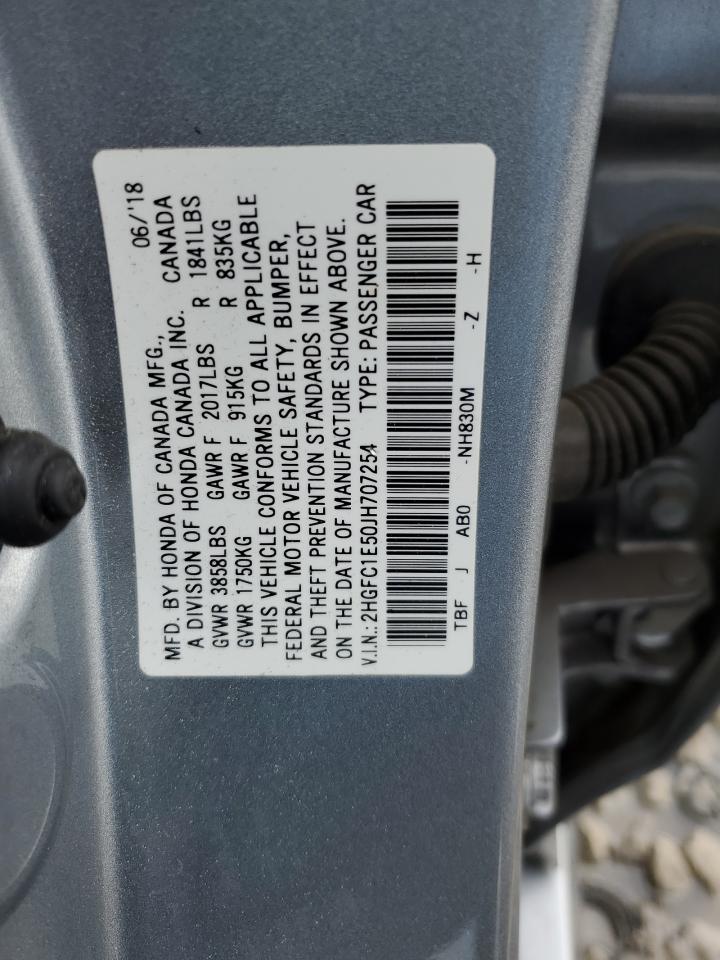 MFD. BY HONDA OF CANADA MFG., 06/'18
A DIVISION OF HONDA CANADA INC. CANADA
GVWR 3858LBS GAWR F 2017LBS R 1841LBS
GVWR 1750KG GAWR F 915KG R 835KG
THIS VEHICLE CONFORMS TO ALL APPLICABLE
FEDERAL MOTOR VEHICLE SAFETY, BUMPER,
AND THEFT PREVENTION STANDARDS IN EFFECT
ON THE DATE OF MANUFACTURE SHOWN ABOVE.
V.I.N.: 2HGFC1E50JH707254 TYPE: PASSENGER CAR
TBF J AB0 -NH830M -Z -H